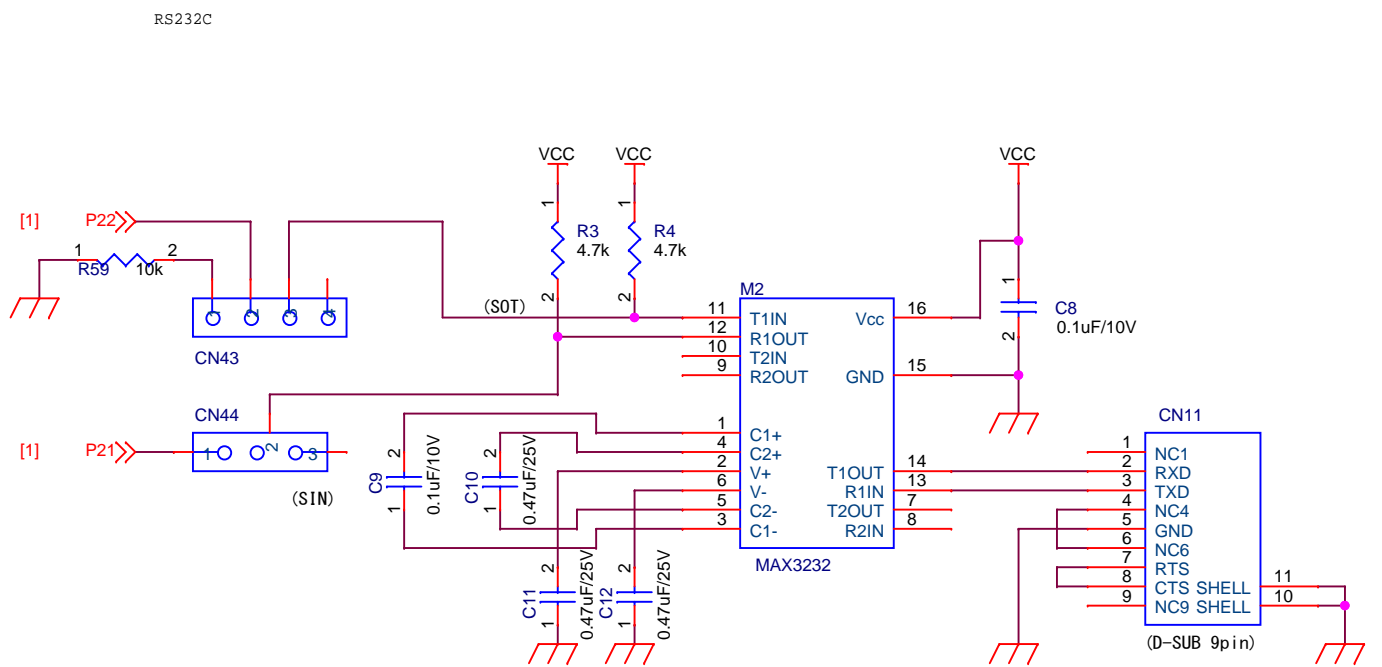 RS232C
VCC VCC VCC
[1] P22
1 R59 2 10k
1 R3 4.7k 2
1 R4 4.7k 2
1 2 3 4
CN43
(SOT)
CN44
[1] P21
1 2 3
(SIN)
M2
11 T1IN
12 R1OUT
10 T2IN
9 R2OUT
1 C1+
4 C2+
2 V+
6 V-
5 C2-
3 C1-
Vcc 16
GND 15
T1OUT 14
R1IN 13
T2OUT 7
R2IN 8
MAX3232
1 C8 2
0.1uF/10V
2 C9 1
0.1uF/10V
2 C10 1
0.47uF/25V
2 C11 1
0.47uF/25V
2 C12 1
0.47uF/25V
CN11
1 NC1
2 RXD
3 TXD
4 NC4
5 GND
6 NC6
7 RTS
8 CTS SHELL 11
9 NC9 SHELL 10
(D-SUB 9pin)